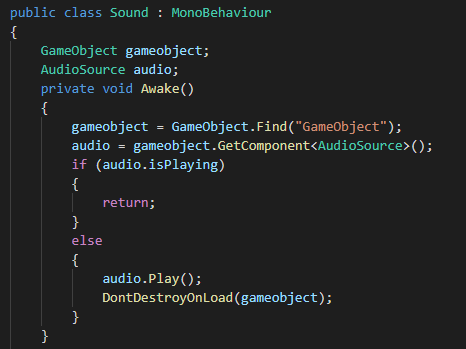 public class Sound : MonoBehaviour
{
    GameObject gameobject;
    AudioSource audio;
    private void Awake()
    {
        gameobject = GameObject.Find("GameObject");
        audio = gameobject.GetComponent<AudioSource>();
        if (audio.isPlaying)
        {
            return;
        }
        else
        {
            audio.Play();
            DontDestroyOnLoad(gameobject);
        }
    }